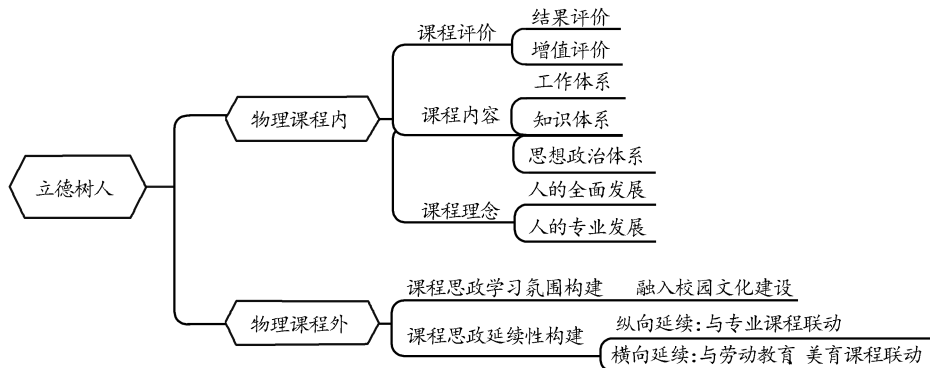 立德树人
物理课程内
课程评价
结果评价
增值评价
课程内容
工作体系
知识体系
思想政治体系
课程理念
人的全面发展
人的专业发展
物理课程外
课程思政学习氛围构建
融入校园文化建设
课程思政延续性构建
纵向延续:与专业课程联动
横向延续:与劳动教育、美育课程联动